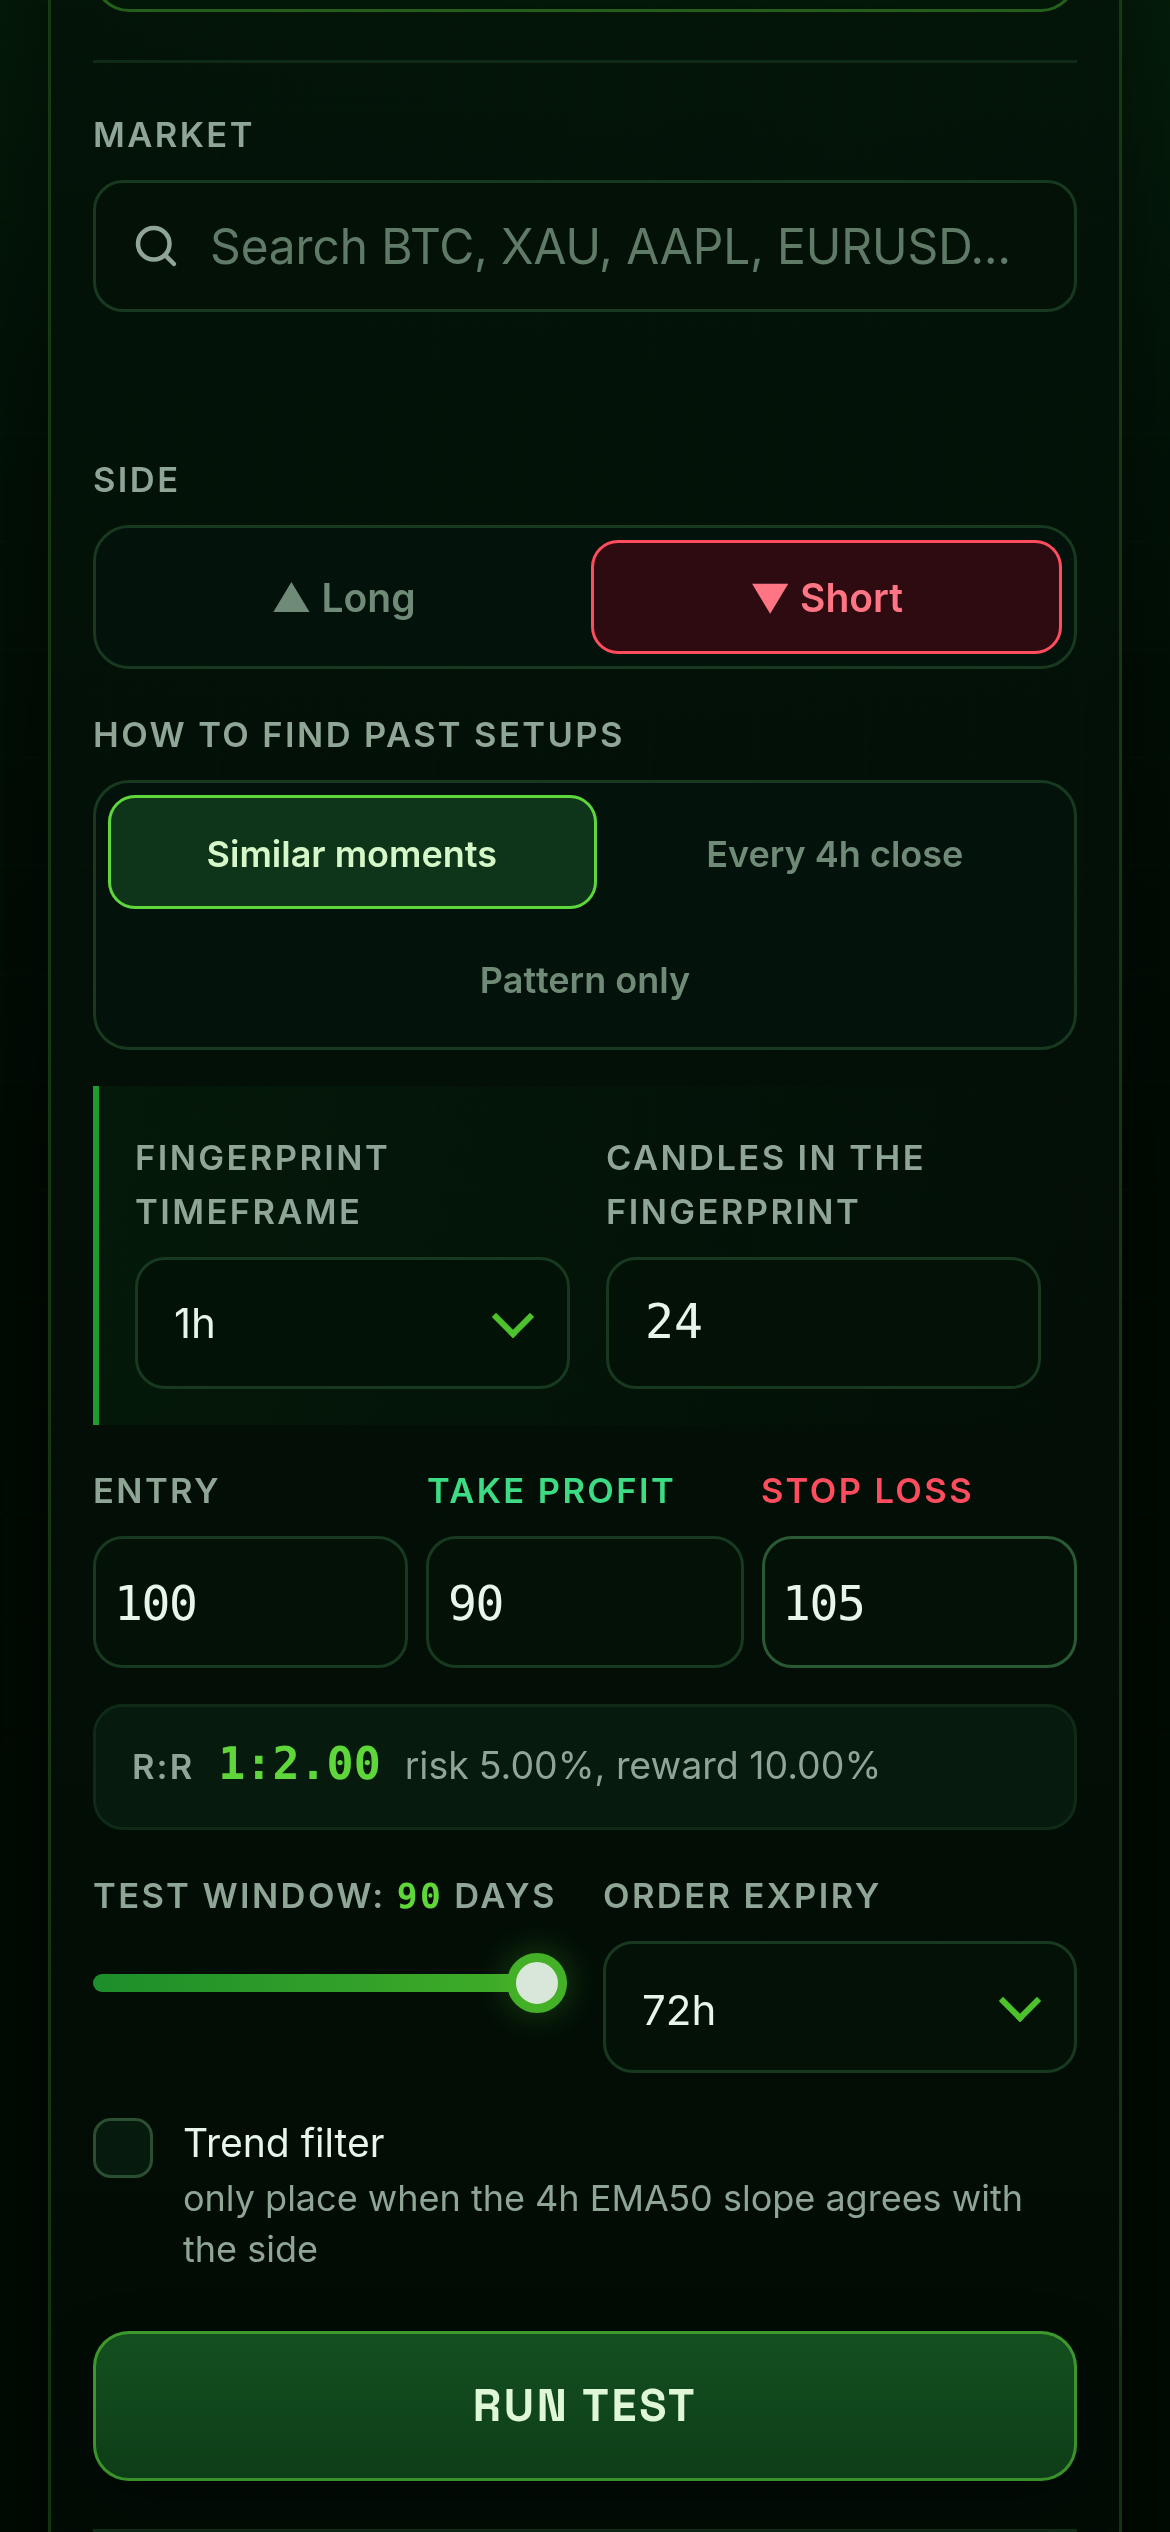 MARKET
Search BTC, XAU, AAPL, EURUSD...
SIDE
▲ Long
▼ Short
HOW TO FIND PAST SETUPS
Similar moments
Every 4h close
Pattern only
FINGERPRINT
TIMEFRAME
CANDLES IN THE
FINGERPRINT
1h
24
ENTRY
TAKE PROFIT
STOP LOSS
100
90
105
R:R 1:2.00 risk 5.00%, reward 10.00%
TEST WINDOW: 90 DAYS
ORDER EXPIRY
72h
Trend filter
only place when the 4h EMA50 slope agrees with
the side
RUN TEST